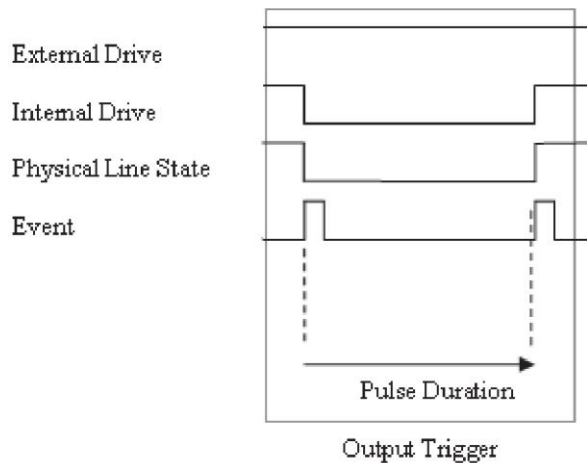 External Drive
Internal Drive
Physical Line State
Event
Pulse Duration
Output Trigger